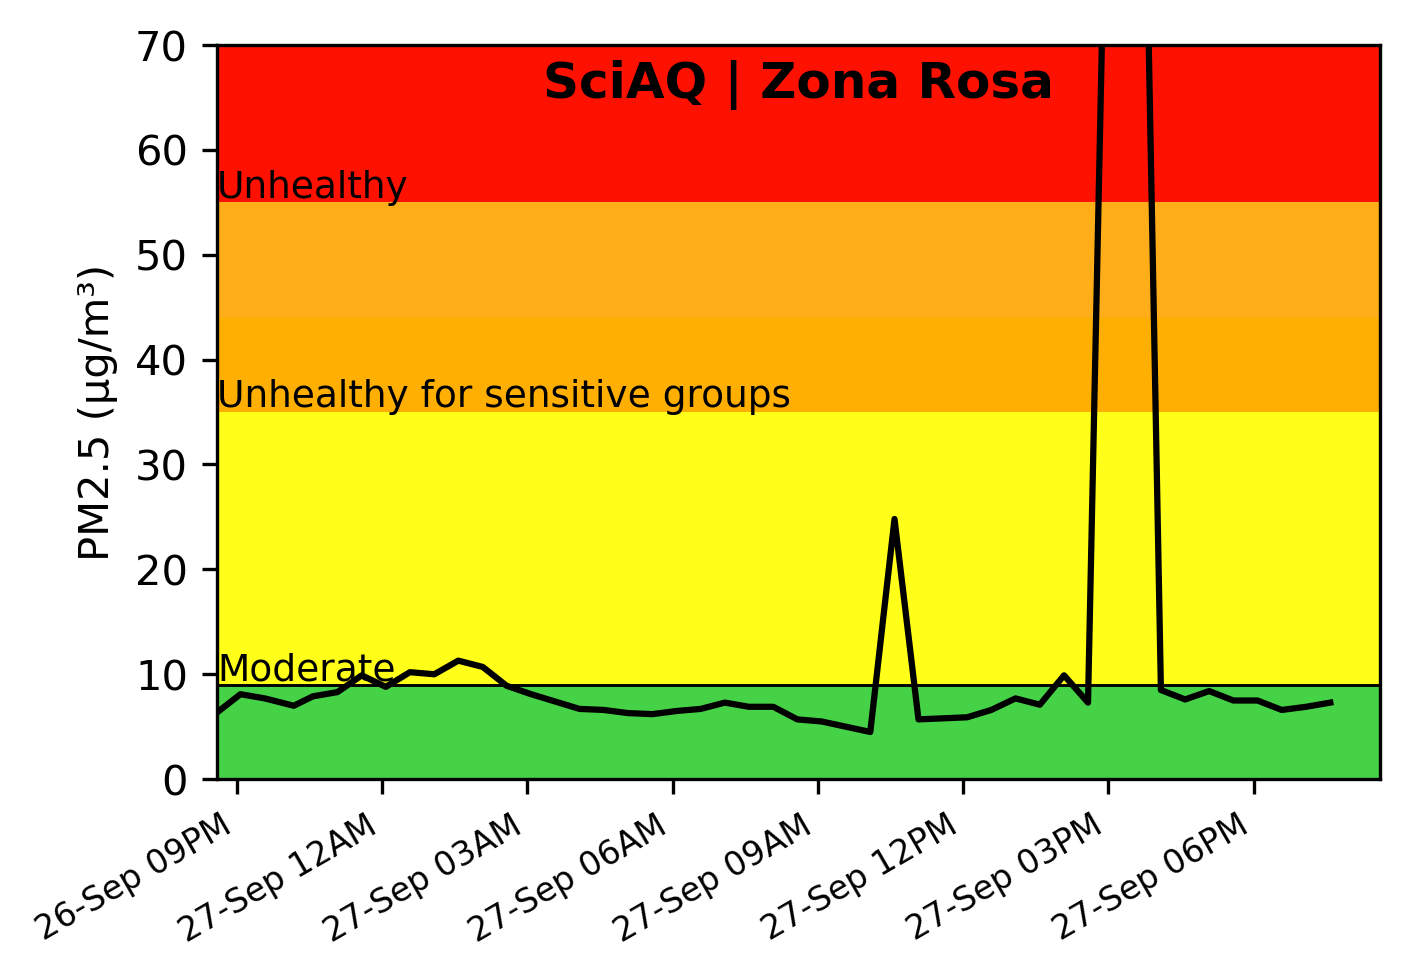 SciAQ | Zona Rosa
PM2.5 (µg/m³)
70
60
50
40
30
20
10
0
Unhealthy
Unhealthy for sensitive groups
Moderate
26-Sep 09PM
27-Sep 12AM
27-Sep 03AM
27-Sep 06AM
27-Sep 09AM
27-Sep 12PM
27-Sep 03PM
27-Sep 06PM